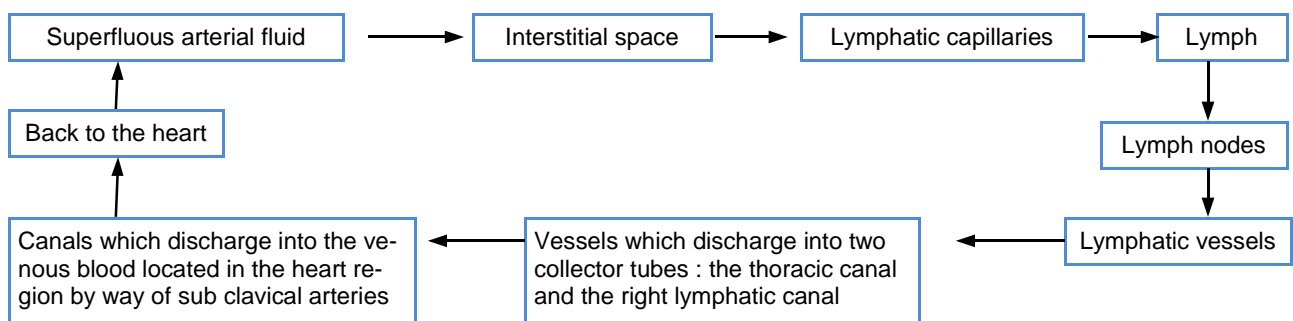 Superfluous arterial fluid
Interstitial space
Lymphatic capillaries
Lymph
Lymph nodes
Lymphatic vessels
Vessels which discharge into two
collector tubes : the thoracic canal
and the right lymphatic canal
Canals which discharge into the ve-
nous blood located in the heart re-
gion by way of sub clavical arteries
Back to the heart